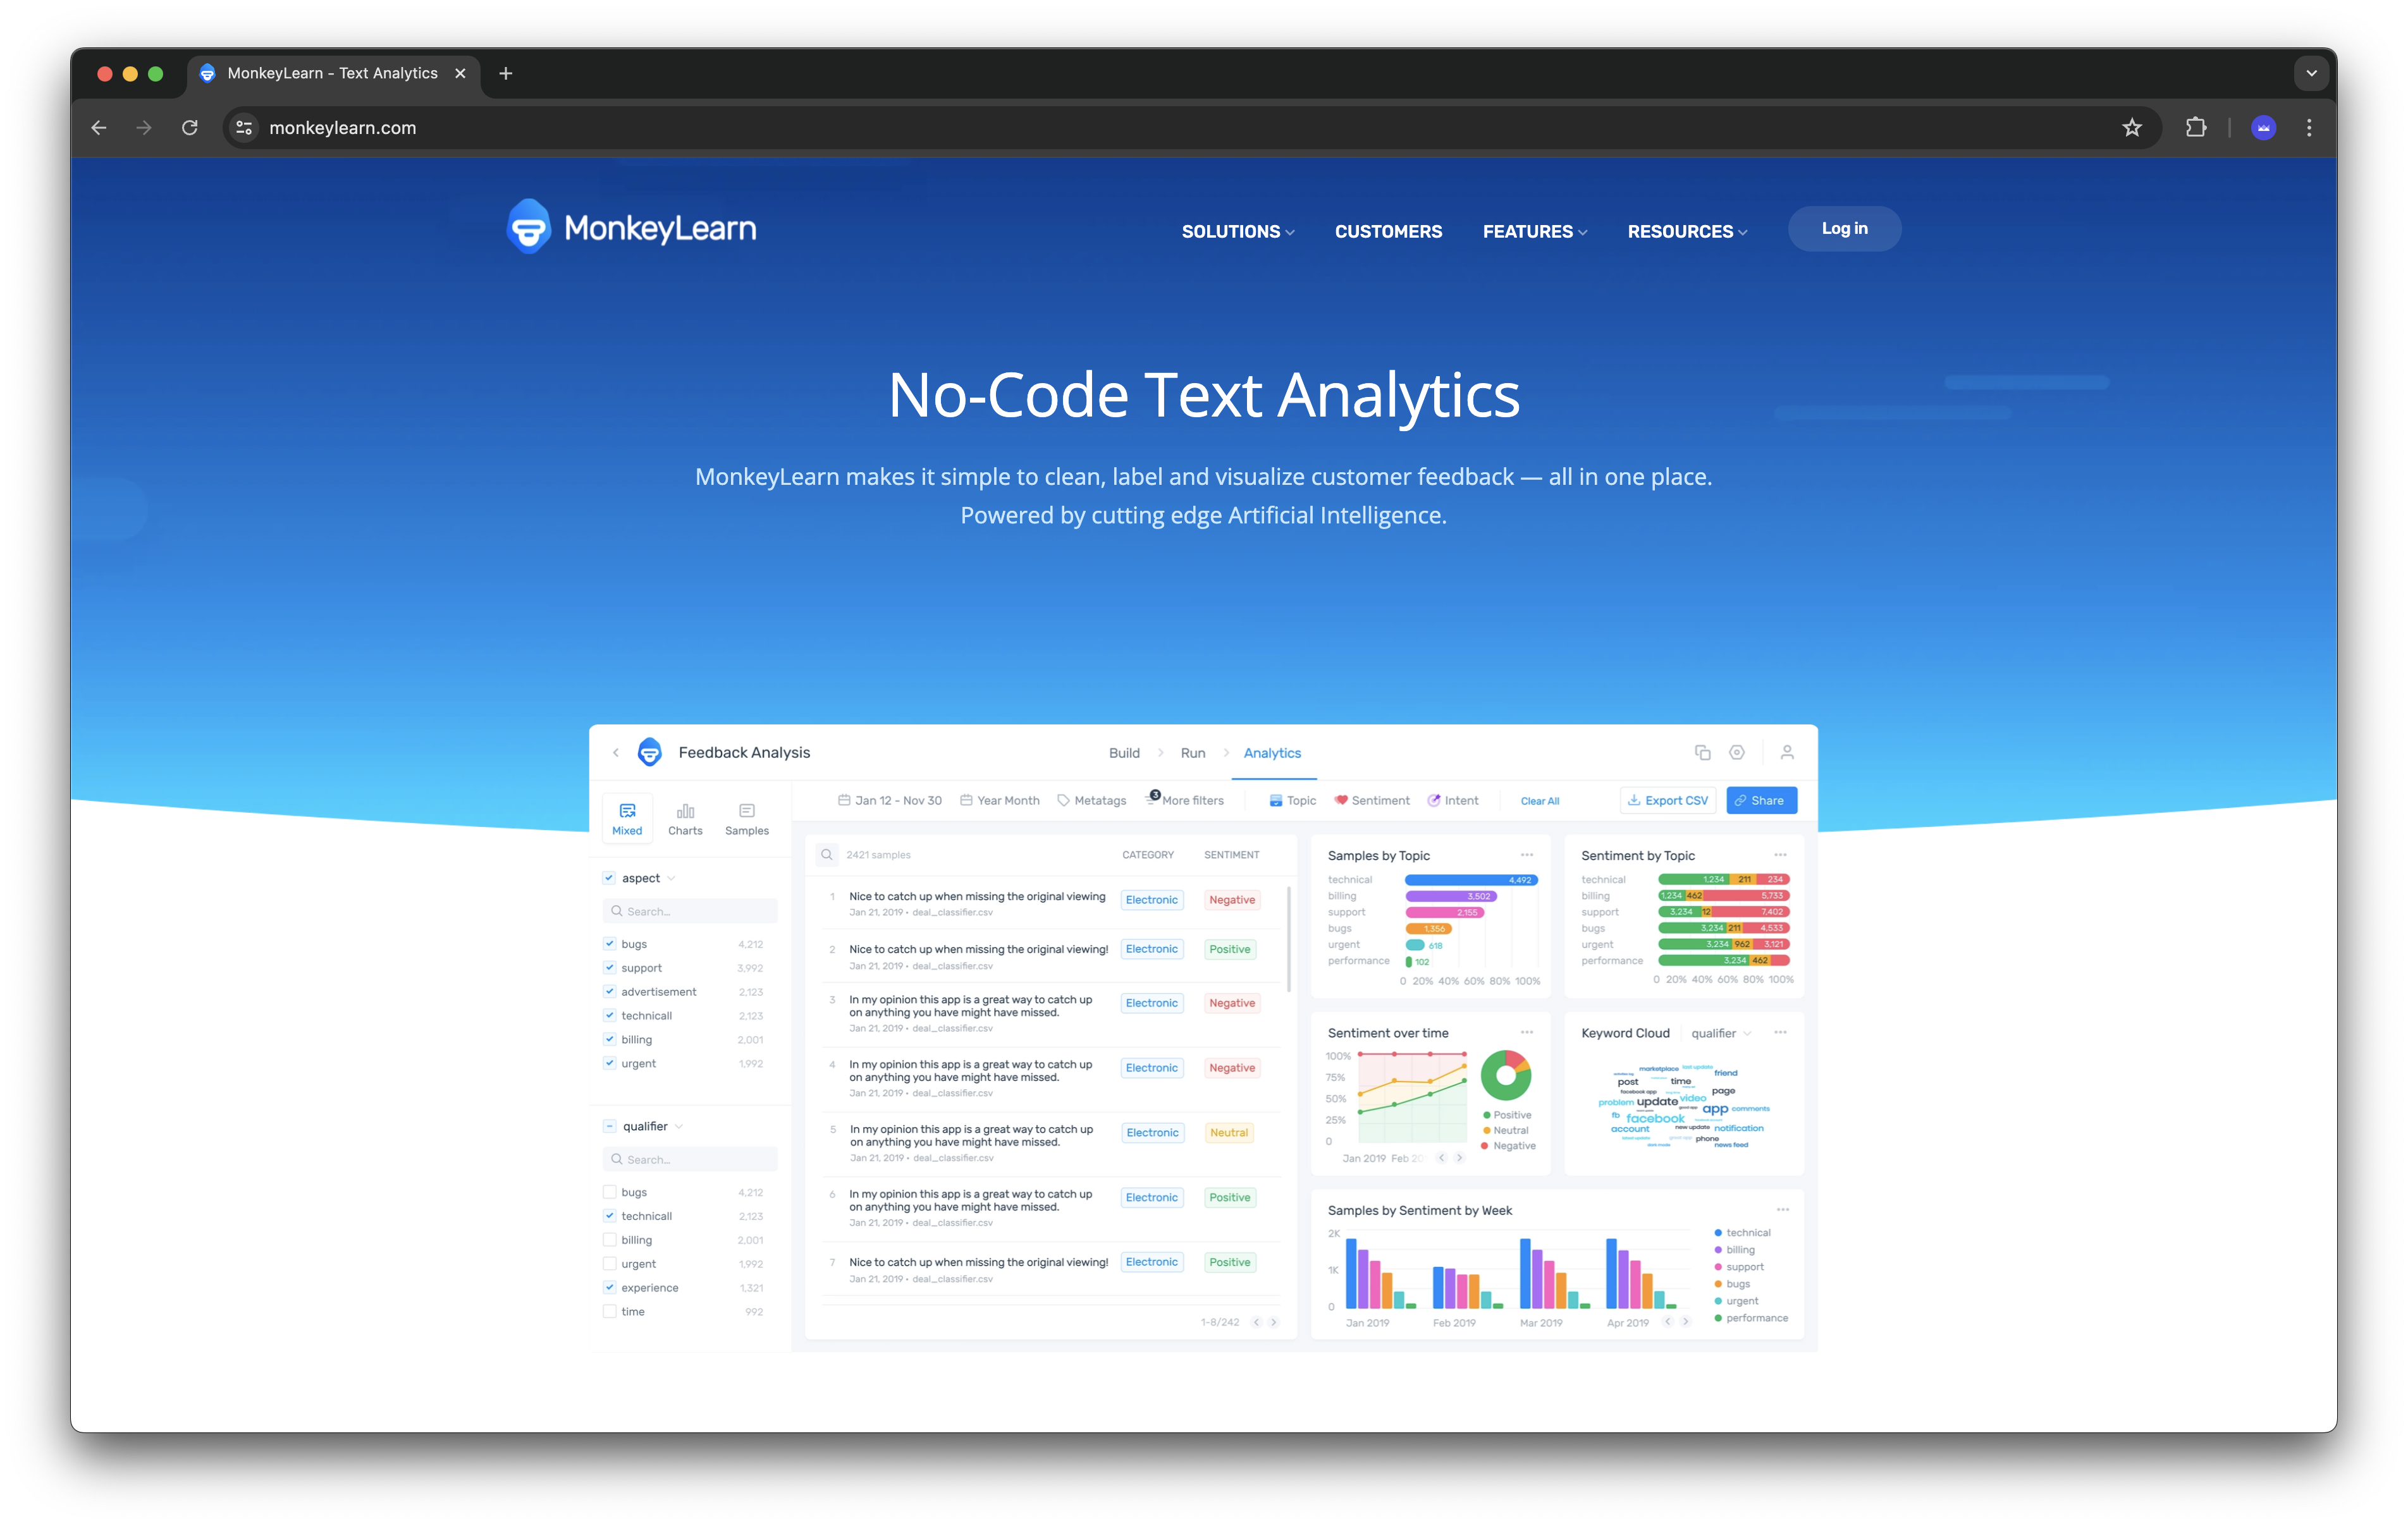 MonkeyLearn - Text Analytics
monkeylearn.com
MonkeyLearn
SOLUTIONS CUSTOMERS FEATURES RESOURCES Log in
No-Code Text Analytics
MonkeyLearn makes it simple to clean, label and visualize customer feedback — all in one place.
Powered by cutting edge Artificial Intelligence.
Feedback Analysis
Build Run Analytics
Mixed Charts Samples
Jan 12 - Nov 30 Year Month Metatags 3 More filters Topic Sentiment Intent Clear All Export CSV Share
aspect
Search...
bugs 4,212
support 3,992
advertisement 2,123
technicall 2,123
billing 2,001
urgent 1,992
qualifier
Search...
bugs 4,212
technicall 2,123
billing 2,001
urgent 1,992
experience 1,321
time 992
2421 samples CATEGORY SENTIMENT
1 Nice to catch up when missing the original viewing Electronic Negative
Jan 21, 2019 • deal_classifier.csv
2 Nice to catch up when missing the original viewing! Electronic Positive
Jan 21, 2019 • deal_classifier.csv
3 In my opinion this app is a great way to catch up Electronic Negative
on anything you have might have missed.
Jan 21, 2019 • deal_classifier.csv
4 In my opinion this app is a great way to catch up Electronic Negative
on anything you have might have missed.
Jan 21, 2019 • deal_classifier.csv
5 In my opinion this app is a great way to catch up Electronic Neutral
on anything you have might have missed.
Jan 21, 2019 • deal_classifier.csv
6 In my opinion this app is a great way to catch up Electronic Positive
on anything you have might have missed.
Jan 21, 2019 • deal_classifier.csv
7 Nice to catch up when missing the original viewing! Electronic Positive
Jan 21, 2019 • deal_classifier.csv
1-8/242
Samples by Topic
technical 4,492
billing 3,502
support 2,155
bugs 1,356
urgent 618
performance 102
0 20% 40% 60% 80% 100%
Sentiment by Topic
technical 1,234 211 234
billing 1,234 462 5,733
support 3,234 12 7,402
bugs 3,234 211 4,533
urgent 3,234 962 3,121
performance 3,234 462
0 20% 40% 60% 80% 100%
Sentiment over time
100%
75%
50%
25%
0
Jan 2019 Feb 20
Positive
Neutral
Negative
Keyword Cloud qualifier
marketplace friend
post time
facebook app page
problem update video
app comments
fb facebook
account new update notification
phone
dark mode news feed
Samples by Sentiment by Week
2K
1K
0
Jan 2019 Feb 2019 Mar 2019 Apr 2019
technical
billing
support
bugs
urgent
performance